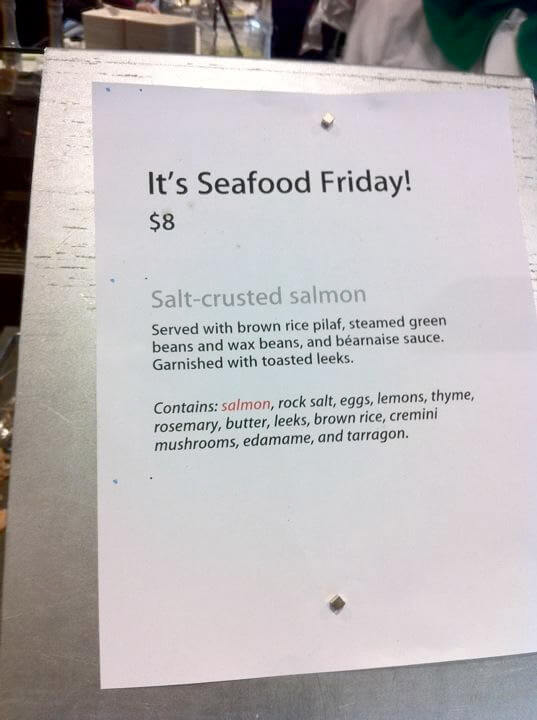 It's Seafood Friday!
$8
Salt-crusted salmon
Served with brown rice pilaf, steamed green
beans and wax beans, and béarnaise sauce.
Garnished with toasted leeks.
Contains: salmon, rock salt, eggs, lemons, thyme,
rosemary, butter, leeks, brown rice, cremini
mushrooms, edamame, and tarragon.